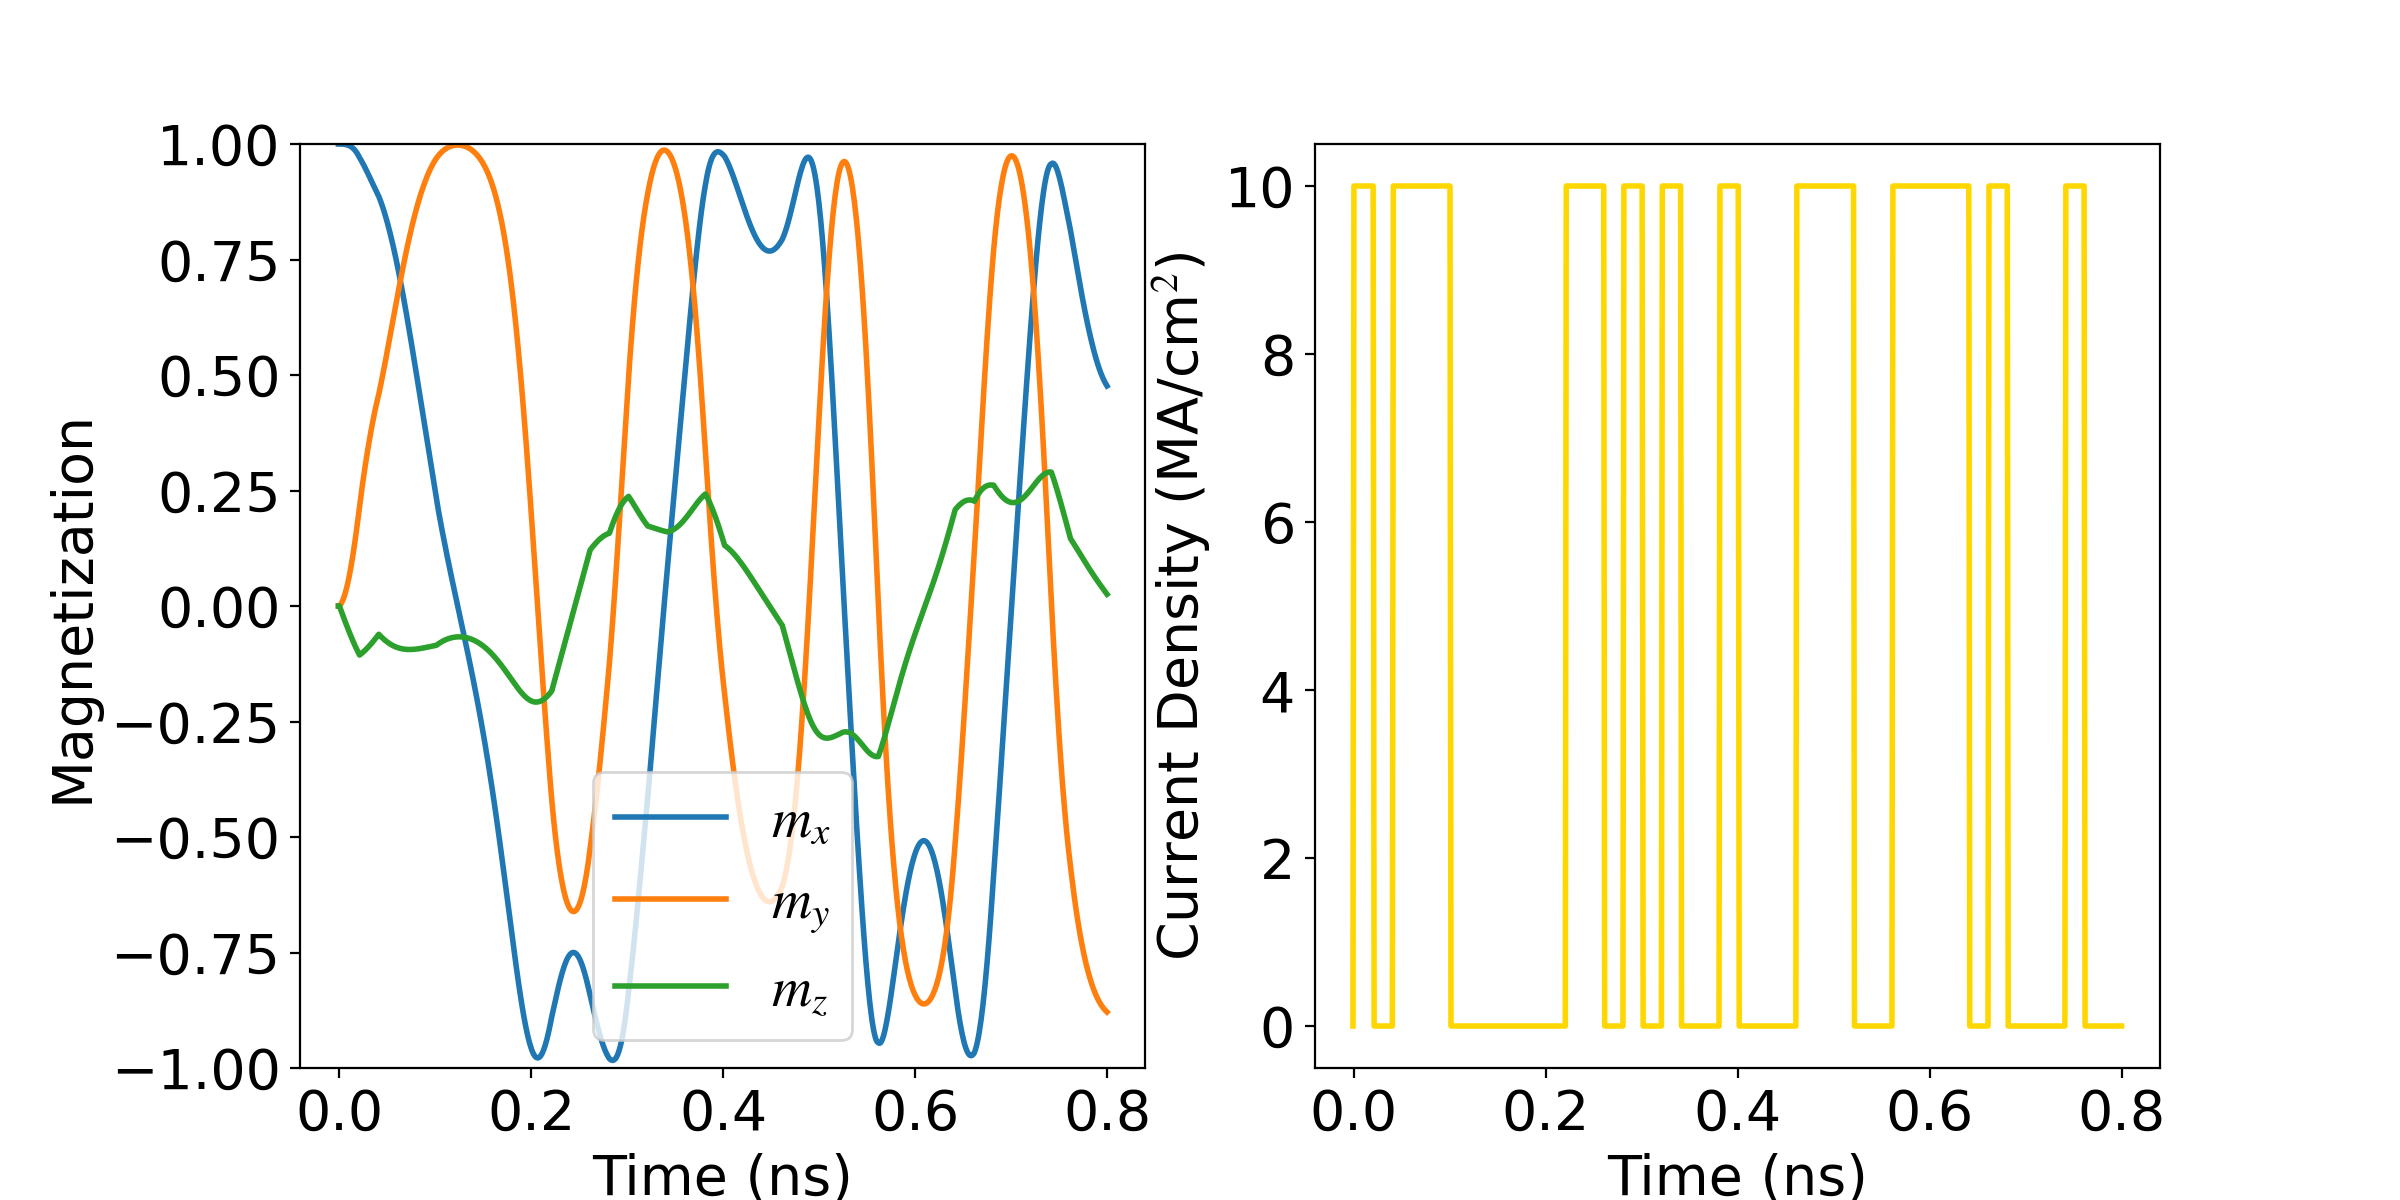 Magnetization
1.00
0.75
0.50
0.25
0.00
−0.25
−0.50
−0.75
−1.00
0.0 0.2 0.4 0.6 0.8
Time (ns)
m_x
m_y
m_z
Current Density (MA/cm²)
10
8
6
4
2
0
0.0 0.2 0.4 0.6 0.8
Time (ns)